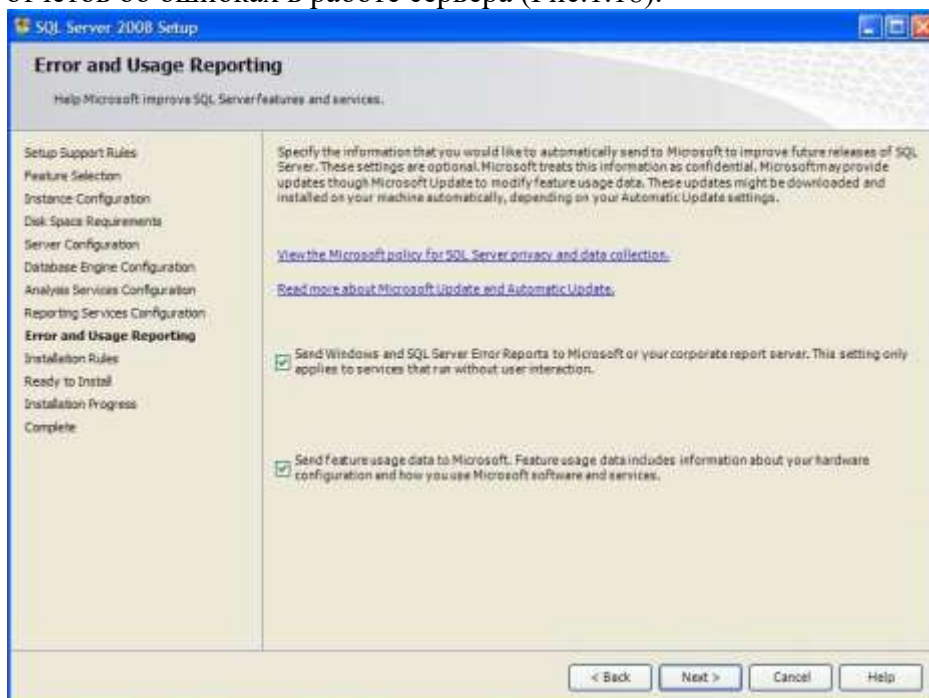 отчетов об ошибках в работе сервера (Рис.1.16).
SQL Server 2008 Setup
Error and Usage Reporting
Help Microsoft improve SQL Server features and services.
Setup Support Rules
Feature Selection
Instance Configuration
Disk Space Requirements
Server Configuration
Database Engine Configuration
Analysis Services Configuration
Reporting Services Configuration
Error and Usage Reporting
Installation Rules
Ready to Install
Installation Progress
Complete
Specify the information that you would like to automatically send to Microsoft to improve future releases of SQL
Server. These settings are optional. Microsoft treats this information as confidential. Microsoft may provide
updates though Microsoft Update to modify feature usage data. These updates might be downloaded and
installed on your machine automatically, depending on your Automatic Update settings.
View the Microsoft policy for SQL Server privacy and data collection.
Read more about Microsoft Update and Automatic Update.
Send Windows and SQL Server Error Reports to Microsoft or your corporate report server. This setting only
applies to services that run without user interaction.
Send feature usage data to Microsoft. Feature usage data includes information about your hardware
configuration and how you use Microsoft software and services.
< Back
Next >
Cancel
Help